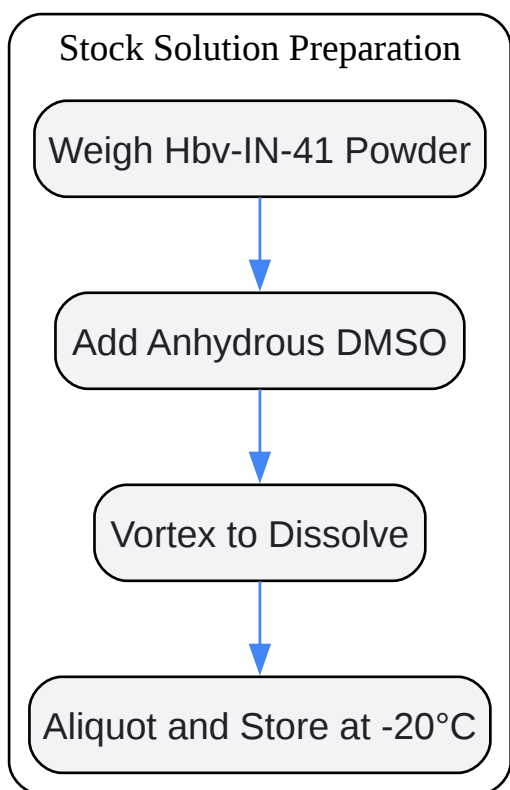 Stock Solution Preparation
Weigh Hbv-IN-41 Powder
Add Anhydrous DMSO
Vortex to Dissolve
Aliquot and Store at -20°C